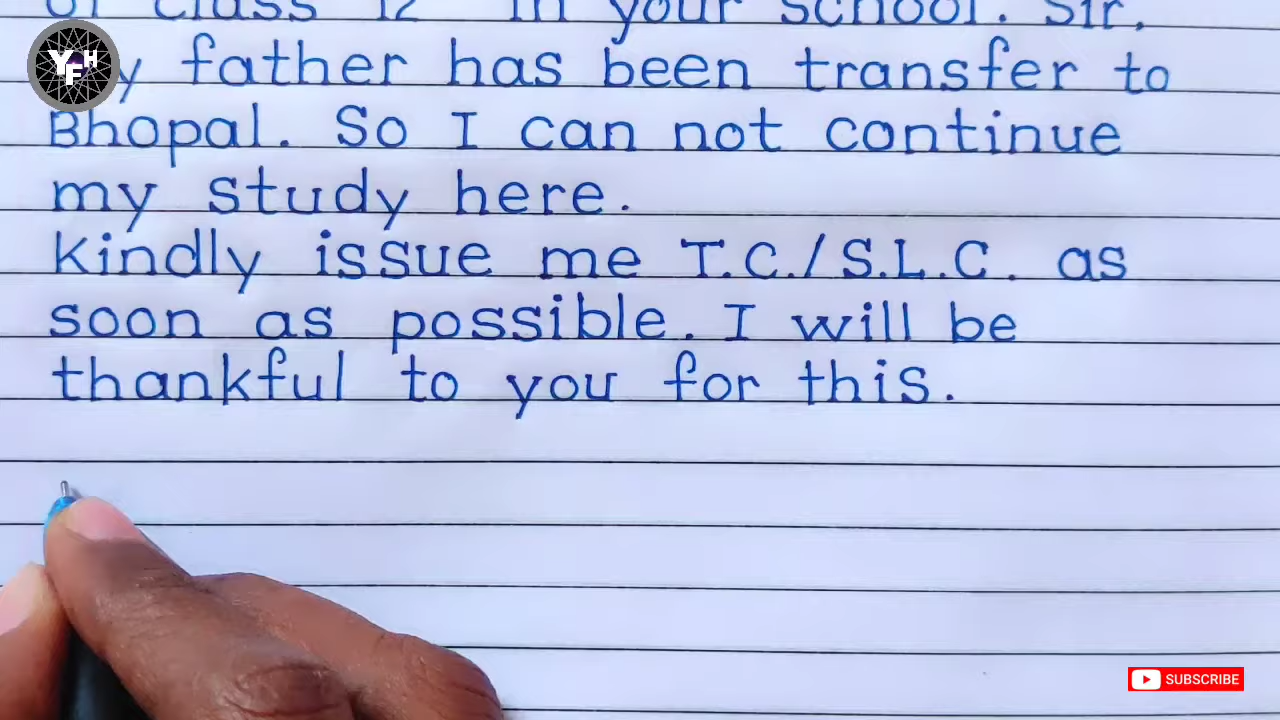 of class 12 in your school. Sir,
y father has been transfer to
Bhopal. So I can not continue
my study here.
Kindly issue me T.C./S.L.C. as
soon as possible. I will be
thankful to you for this.
YFH
SUBSCRIBE